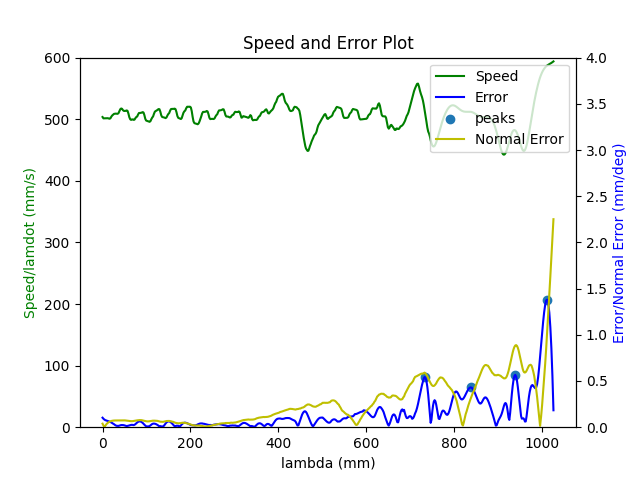 Speed and Error Plot
600
500
400
300
200
100
0
Speed/lamdot (mm/s)
0
200
400
600
800
1000
lambda (mm)
4.0
3.5
3.0
2.5
2.0
1.5
1.0
0.5
0.0
Error/Normal Error (mm/deg)
Speed
Error
peaks
Normal Error